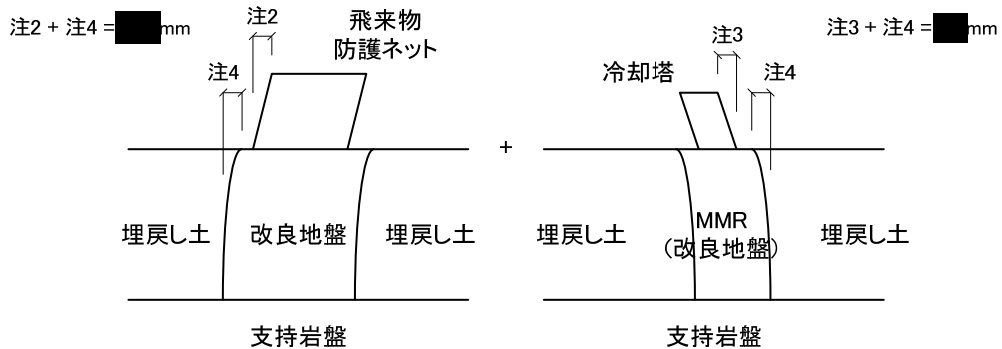 注2 + 注4 = mm
注2
飛来物
防護ネット
注4
埋戻し土
改良地盤
埋戻し土
支持岩盤
+
注3 + 注4 = mm
注3
冷却塔
注4
埋戻し土
MMR
(改良地盤)
埋戻し土
支持岩盤